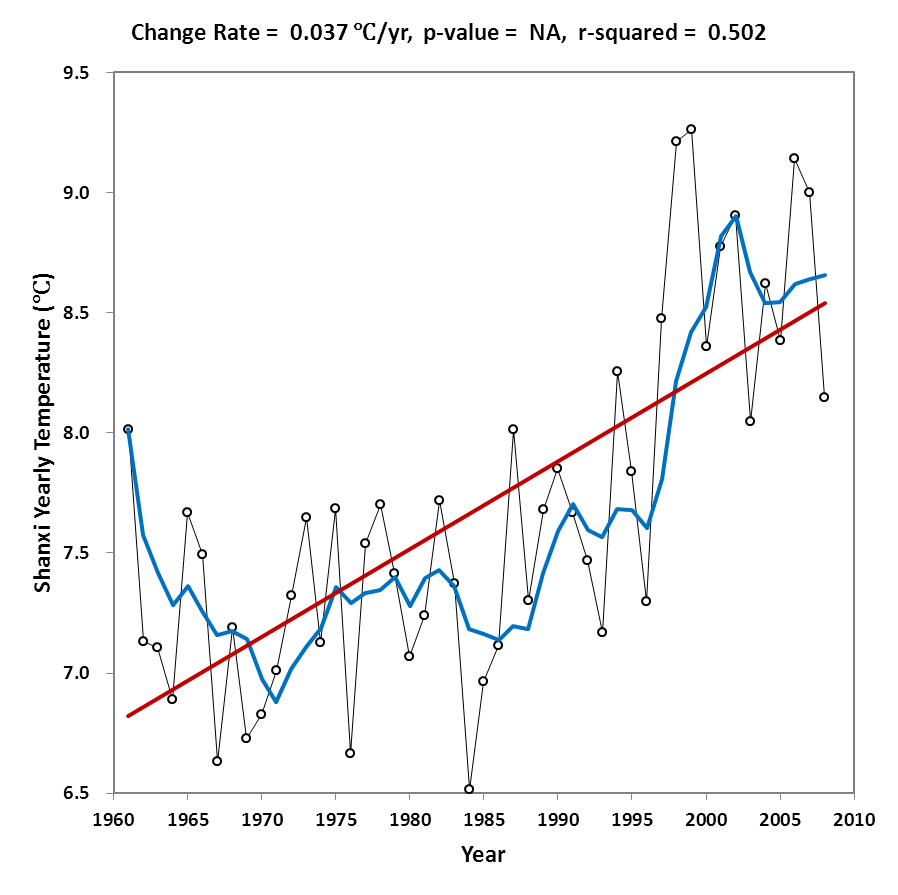 Change Rate = 0.037 ℃/yr, p-value = NA, r-squared = 0.502
9.5
9.0
8.5
8.0
7.5
7.0
6.5
Shanxi Yearly Temperature (℃)
1960 1965 1970 1975 1980 1985 1990 1995 2000 2005 2010
Year